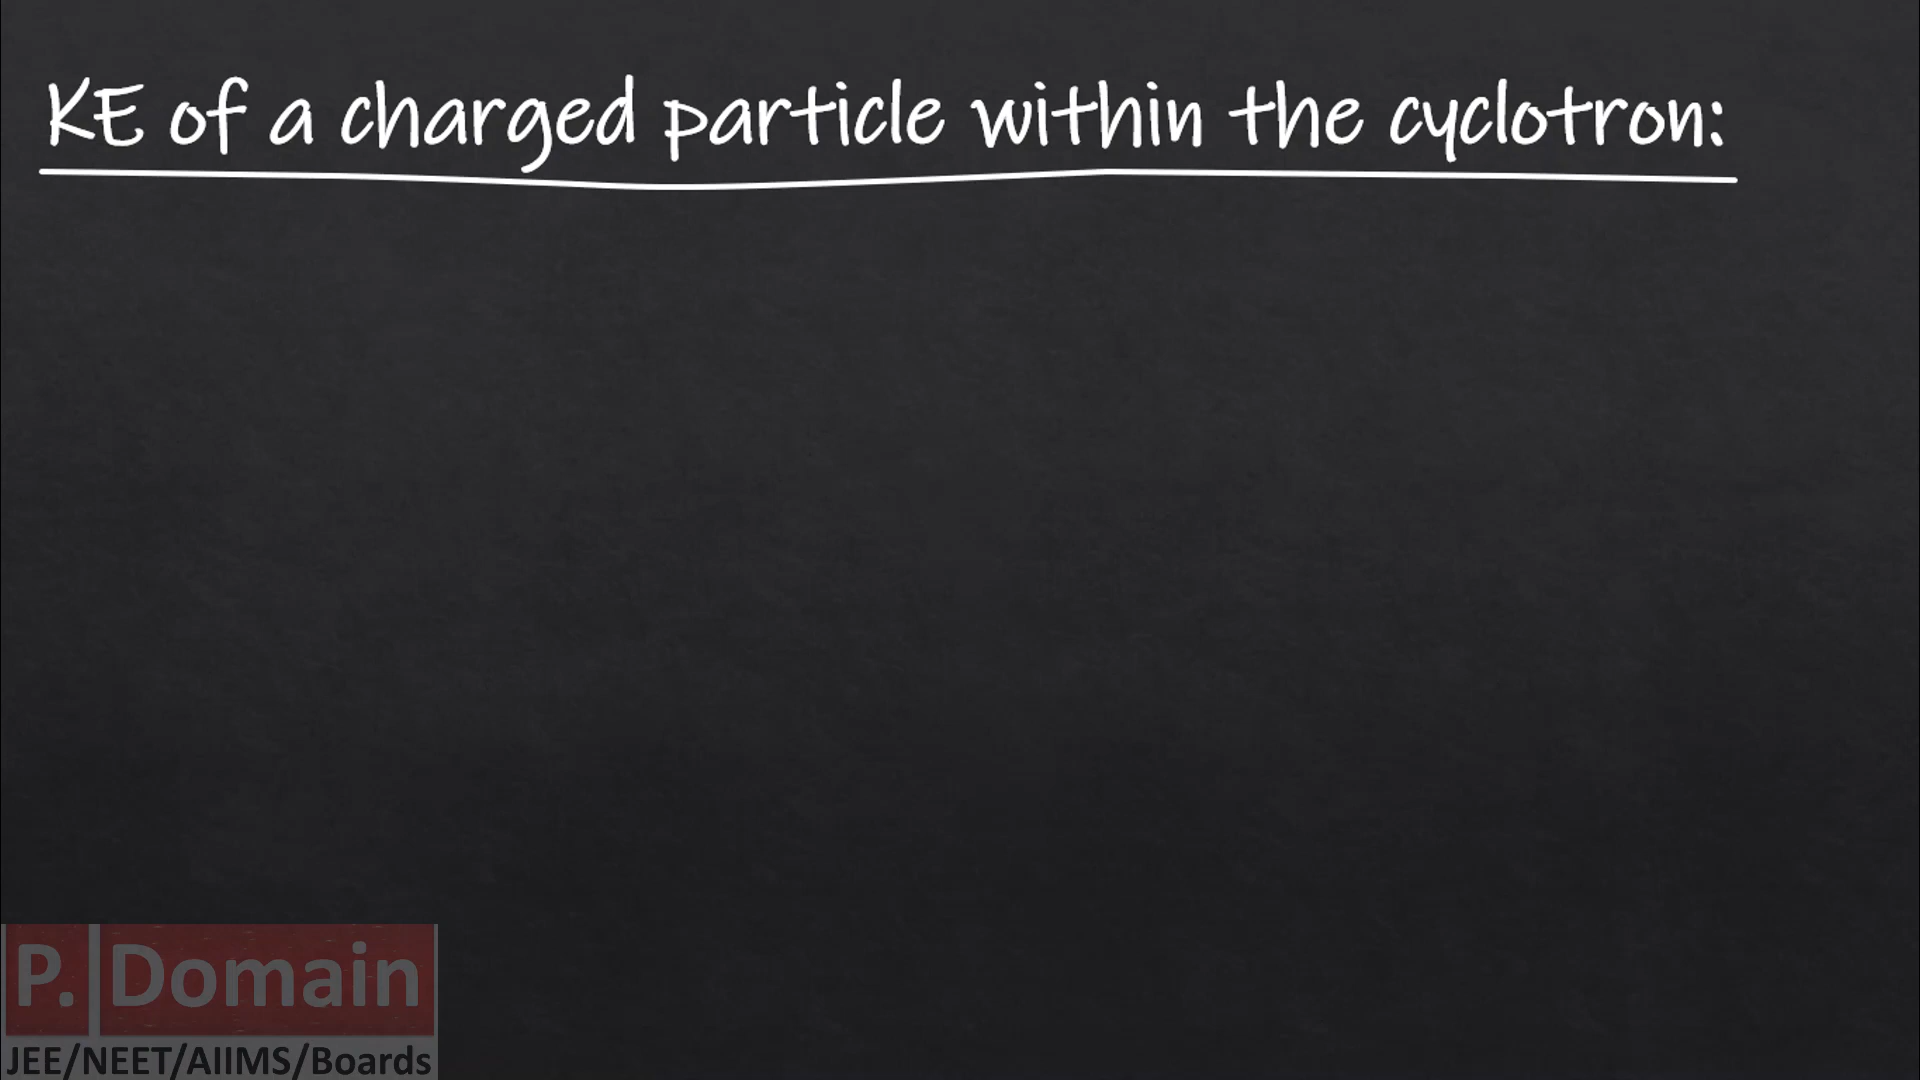 KE of a charged particle within the cyclotron:
P. Domain
JEE/NEET/AIIMS/Boards